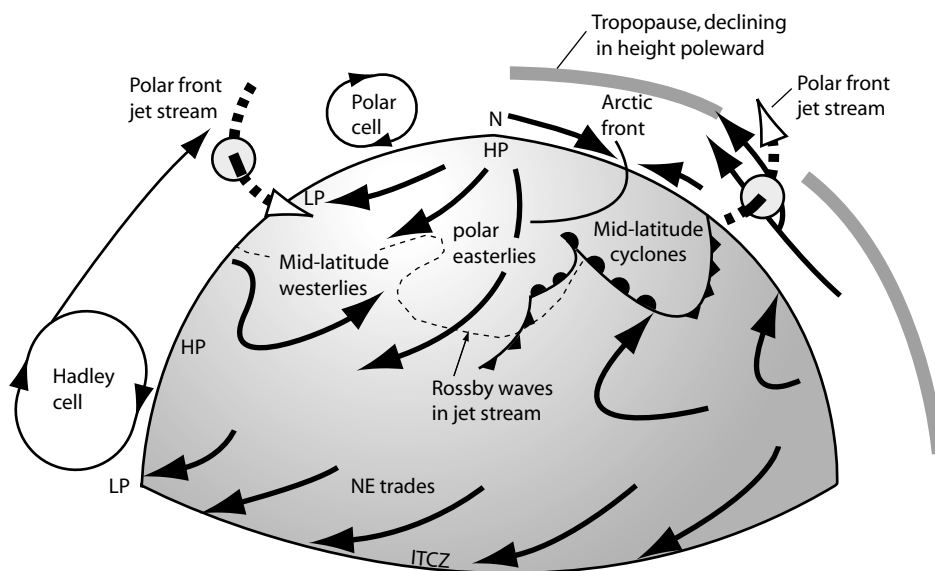 Tropopause, declining
in height poleward
Polar front
jet stream
Polar
cell
N
HP
Arctic
front
Polar front
jet stream
LP
polar
easterlies
Mid-latitude
cyclones
Mid-latitude
westerlies
HP
Hadley
cell
Rossby waves
in jet stream
LP
NE trades
ITCZ